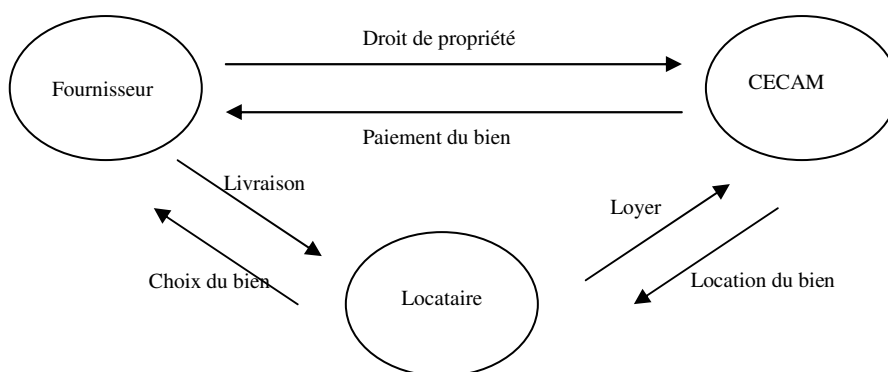 Droit de propriété
Fournisseur
CECAM
Paiement du bien
Livraison
Loyer
Choix du bien
Locataire
Location du bien